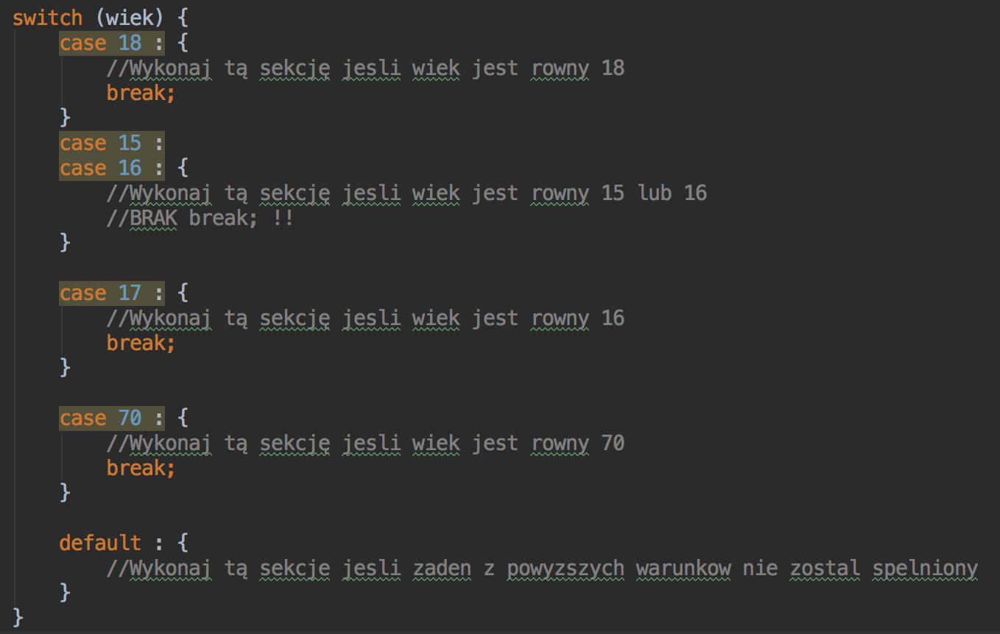 switch (wiek) {
case 18 : {
//Wykonaj tą sekcję jesli wiek jest rowny 18
break;
}
case 15 :
case 16 : {
//Wykonaj tą sekcję jesli wiek jest rowny 15 lub 16
//BRAK break; !!
}
case 17 : {
//Wykonaj tą sekcję jesli wiek jest rowny 16
break;
}
case 70 : {
//Wykonaj tą sekcję jesli wiek jest rowny 70
break;
}
default : {
//Wykonaj tą sekcje jesli zaden z powyzszych warunkow nie zostal spelniony
}
}